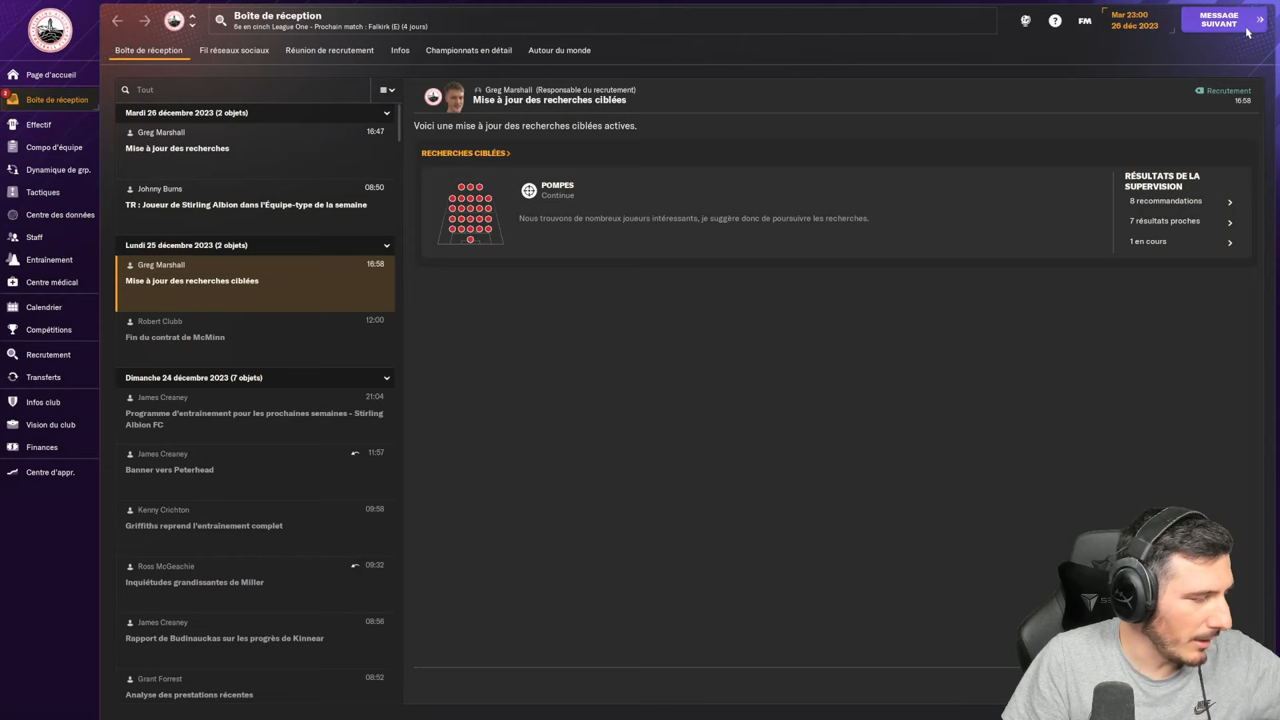 Boîte de réception
6e en cinch League One - Prochain match : Falkirk (E) (4 jours)
FM
Mar 23:00
26 déc 2023
MESSAGE
SUIVANT
Boîte de réception
Fil réseaux sociaux
Réunion de recrutement
Infos
Championnats en détail
Autour du monde
Page d'accueil
3
Boîte de réception
Effectif
Compo d'équipe
Dynamique de grp.
Tactiques
Centre des données
Staff
Entraînement
Centre médical
Calendrier
Compétitions
Recrutement
Transferts
Infos club
Vision du club
Finances
Centre d'appr.
Tout
Mardi 26 décembre 2023 (2 objets)
Greg Marshall
16:47
Mise à jour des recherches
Johnny Burns
08:50
TR : Joueur de Stirling Albion dans l'Équipe-type de la semaine
Lundi 25 décembre 2023 (2 objets)
Greg Marshall
16:58
Mise à jour des recherches ciblées
Robert Clubb
12:00
Fin du contrat de McMinn
Dimanche 24 décembre 2023 (7 objets)
James Creaney
21:04
Programme d'entraînement pour les prochaines semaines - Stirling
Albion FC
James Creaney
11:57
Banner vers Peterhead
Kenny Crichton
09:58
Griffiths reprend l'entraînement complet
Ross McGeachie
09:32
Inquiétudes grandissantes de Miller
James Creaney
08:56
Rapport de Budinauckas sur les progrès de Kinnear
Grant Forrest
08:52
Analyse des prestations récentes
Greg Marshall (Responsable du recrutement)
Mise à jour des recherches ciblées
Recrutement
16:58
Voici une mise à jour des recherches ciblées actives.
RECHERCHES CIBLÉES
POMPES
Continue
Nous trouvons de nombreux joueurs intéressants, je suggère donc de poursuivre les recherches.
RÉSULTATS DE LA
SUPERVISION
8 recommandations
7 résultats proches
1 en cours